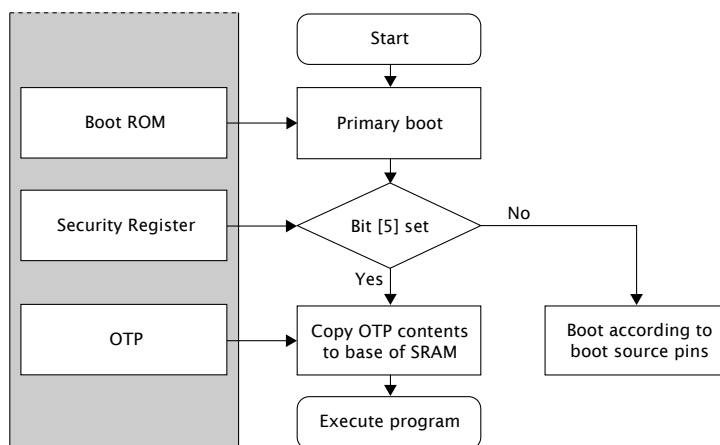 Start
Boot ROM
Primary boot
Security Register
Bit [5] set
No
Yes
OTP
Copy OTP contents
to base of SRAM
Boot according to
boot source pins
Execute program